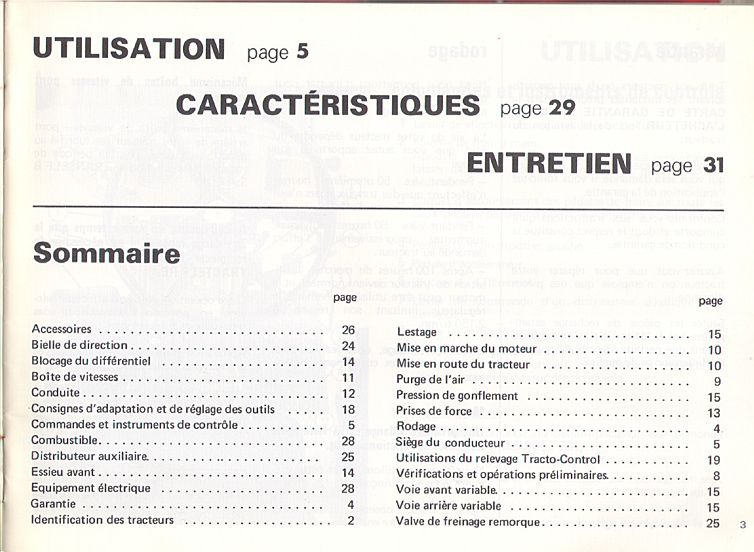 UTILISATION page 5
CARACTÉRISTIQUES page 29
ENTRETIEN page 31
Sommaire
page
Accessoires . . . . . . . . . . . . . . . . . . . . . . . . 26
Bielle de direction . . . . . . . . . . . . . . . . . . . . 24
Blocage du différentiel . . . . . . . . . . . . . . . . . . 14
Boîte de vitesses . . . . . . . . . . . . . . . . . . . . . 11
Conduite . . . . . . . . . . . . . . . . . . . . . . . . . . 12
Consignes d'adaptation et de réglage des outils . . . . . 18
Commandes et instruments de contrôle . . . . . . . . . . 5
Combustible. . . . . . . . . . . . . . . . . . . . . . . . . 28
Distributeur auxiliaire. . . . . . . . . . . . . . . . . . . 25
Essieu avant . . . . . . . . . . . . . . . . . . . . . . . . 14
Equipement électrique . . . . . . . . . . . . . . . . . . 28
Garantie . . . . . . . . . . . . . . . . . . . . . . . . . . 4
Identification des tracteurs . . . . . . . . . . . . . . . 2
page
Lestage . . . . . . . . . . . . . . . . . . . . . . . . . . 15
Mise en marche du moteur . . . . . . . . . . . . . . . . 10
Mise en route du tracteur . . . . . . . . . . . . . . . . 10
Purge de l'air . . . . . . . . . . . . . . . . . . . . . . . 9
Pression de gonflement . . . . . . . . . . . . . . . . . 15
Prises de force . . . . . . . . . . . . . . . . . . . . . . 13
Rodage . . . . . . . . . . . . . . . . . . . . . . . . . . 4
Siège du conducteur . . . . . . . . . . . . . . . . . . . 5
Utilisations du relevage Tracto-Control . . . . . . . . . 19
Vérifications et opérations préliminaires. . . . . . . . . 8
Voie avant variable. . . . . . . . . . . . . . . . . . . . . 15
Voie arrière variable . . . . . . . . . . . . . . . . . . . 15
Valve de freinage remorque . . . . . . . . . . . . . . . . 25
3